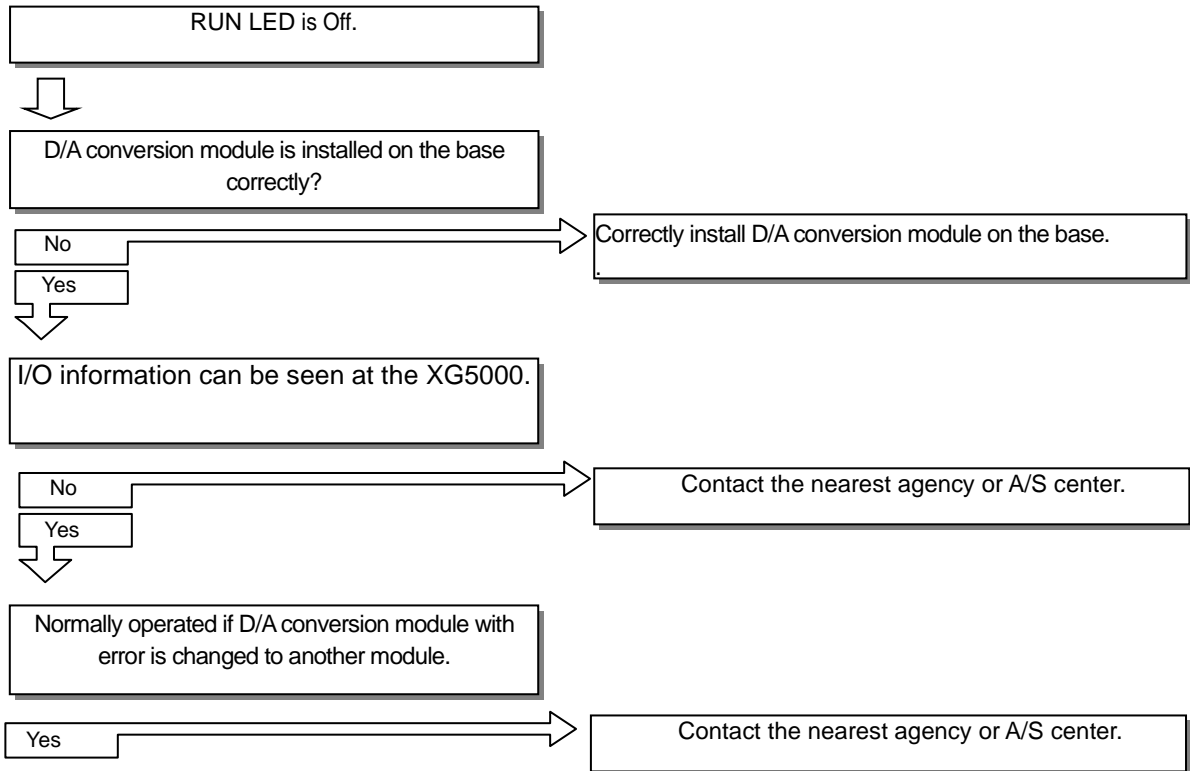 RUN LED is Off.
D/A conversion module is installed on the base
correctly?
No
Correctly install D/A conversion module on the base.
.
Yes
I/O information can be seen at the XG5000.
No
Contact the nearest agency or A/S center.
Yes
Normally operated if D/A conversion module with
error is changed to another module.
Yes
Contact the nearest agency or A/S center.